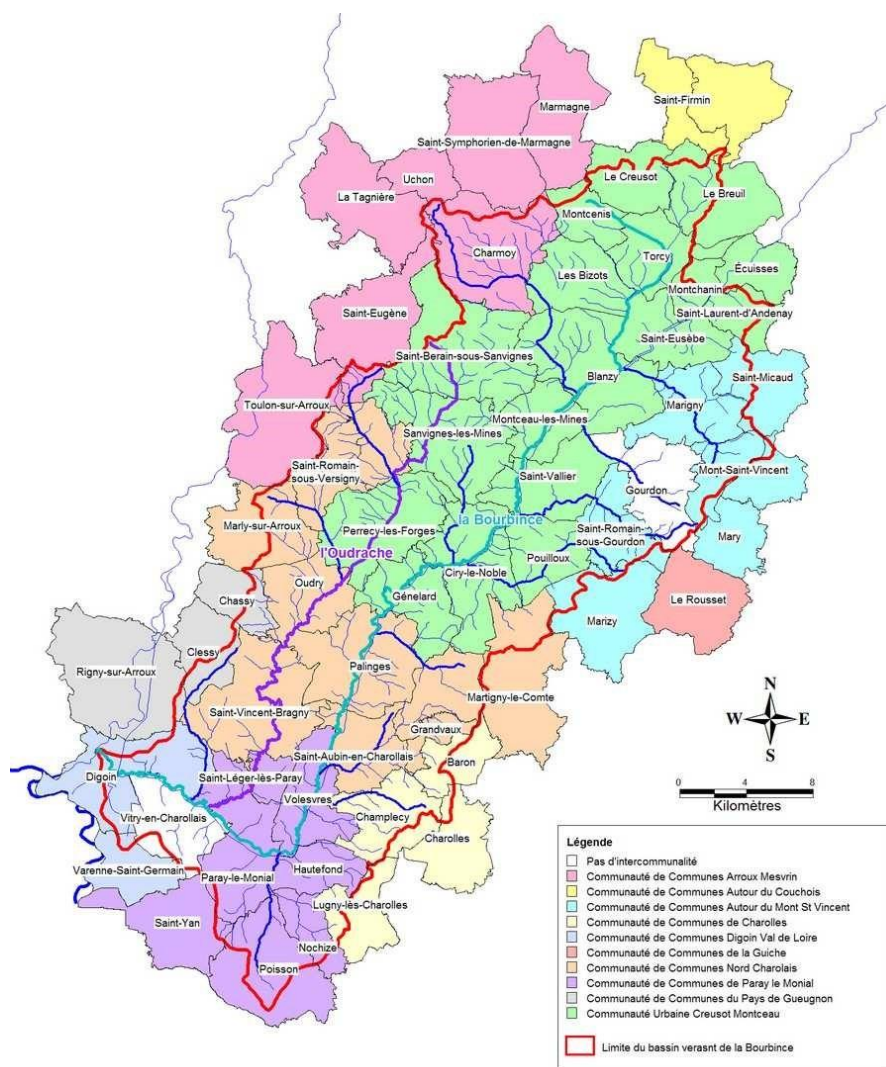 Saint-Firmin
Marmagne
Saint-Symphorien-de-Marmagne
Uchon
Le Creusot
La Tagnière
Le Breuil
Montcenis
Charmoy
Torcy
Les Bizots
Écuisses
Montchanin
Saint-Laurent-d'Andenay
Saint-Eugène
Saint-Eusèbe
Saint-Berain-sous-Sanvignes
Blanzy
Saint-Micaud
Toulon-sur-Arroux
Marigny
Montceau-les-Mines
Sanvignes-les-Mines
Saint-Romain-
sous-Versigny
Mont-Saint-Vincent
Saint-Vallier
Gourdon
la Bourbince
Marly-sur-Arroux
Perrecy-les-Forges
Saint-Romain-
sous-Gourdon
Mary
l'Oudrache
Pouilloux
Ciry-le-Noble
Oudry
Génelard
Chassy
Le Rousset
Marizy
Clessy
Rigny-sur-Arroux
Palinges
Martigny-le-Comte
Saint-Vincent-Bragny
Grandvaux
Saint-Aubin-en-Charollais
Baron
Digoin
Saint-Léger-lès-Paray
Volesvres
Vitry-en-Charollais
Champlecy
Charolles
Varenne-Saint-Germain
Paray-le-Monial
Hautefond
Lugny-lès-Charolles
Saint-Yan
Nochize
Poisson
N
W E
S
0 4 8
Kilomètres
Légende
Pas d'intercommunalité
Communauté de Communes Arroux Mesvrin
Communauté de Communes Autour du Couchois
Communauté de Communes Autour du Mont St Vincent
Communauté de Communes de Charolles
Communauté de Communes Digoin Val de Loire
Communauté de Communes de la Guiche
Communauté de Communes Nord Charolais
Communauté de Communes de Paray le Monial
Communauté de Communes du Pays de Gueugnon
Communauté Urbaine Creusot Montceau
Limite du bassin verasnt de la Bourbince